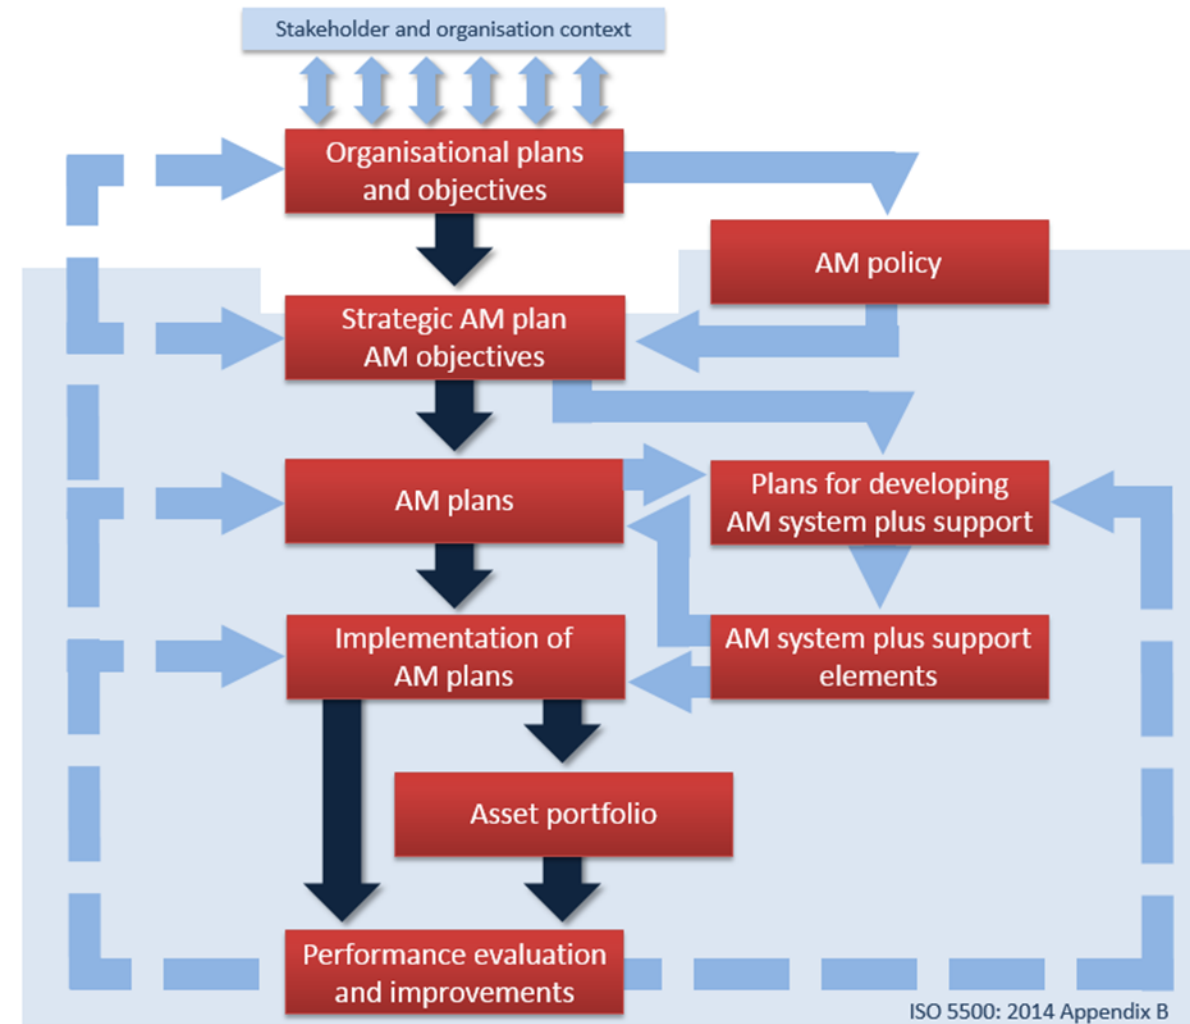 Stakeholder and organisation context
Organisational plans
and objectives
AM policy
Strategic AM plan
AM objectives
AM plans
Plans for developing
AM system plus support
Implementation of
AM plans
AM system plus support
elements
Asset portfolio
Performance evaluation
and improvements
ISO 5500: 2014 Appendix B